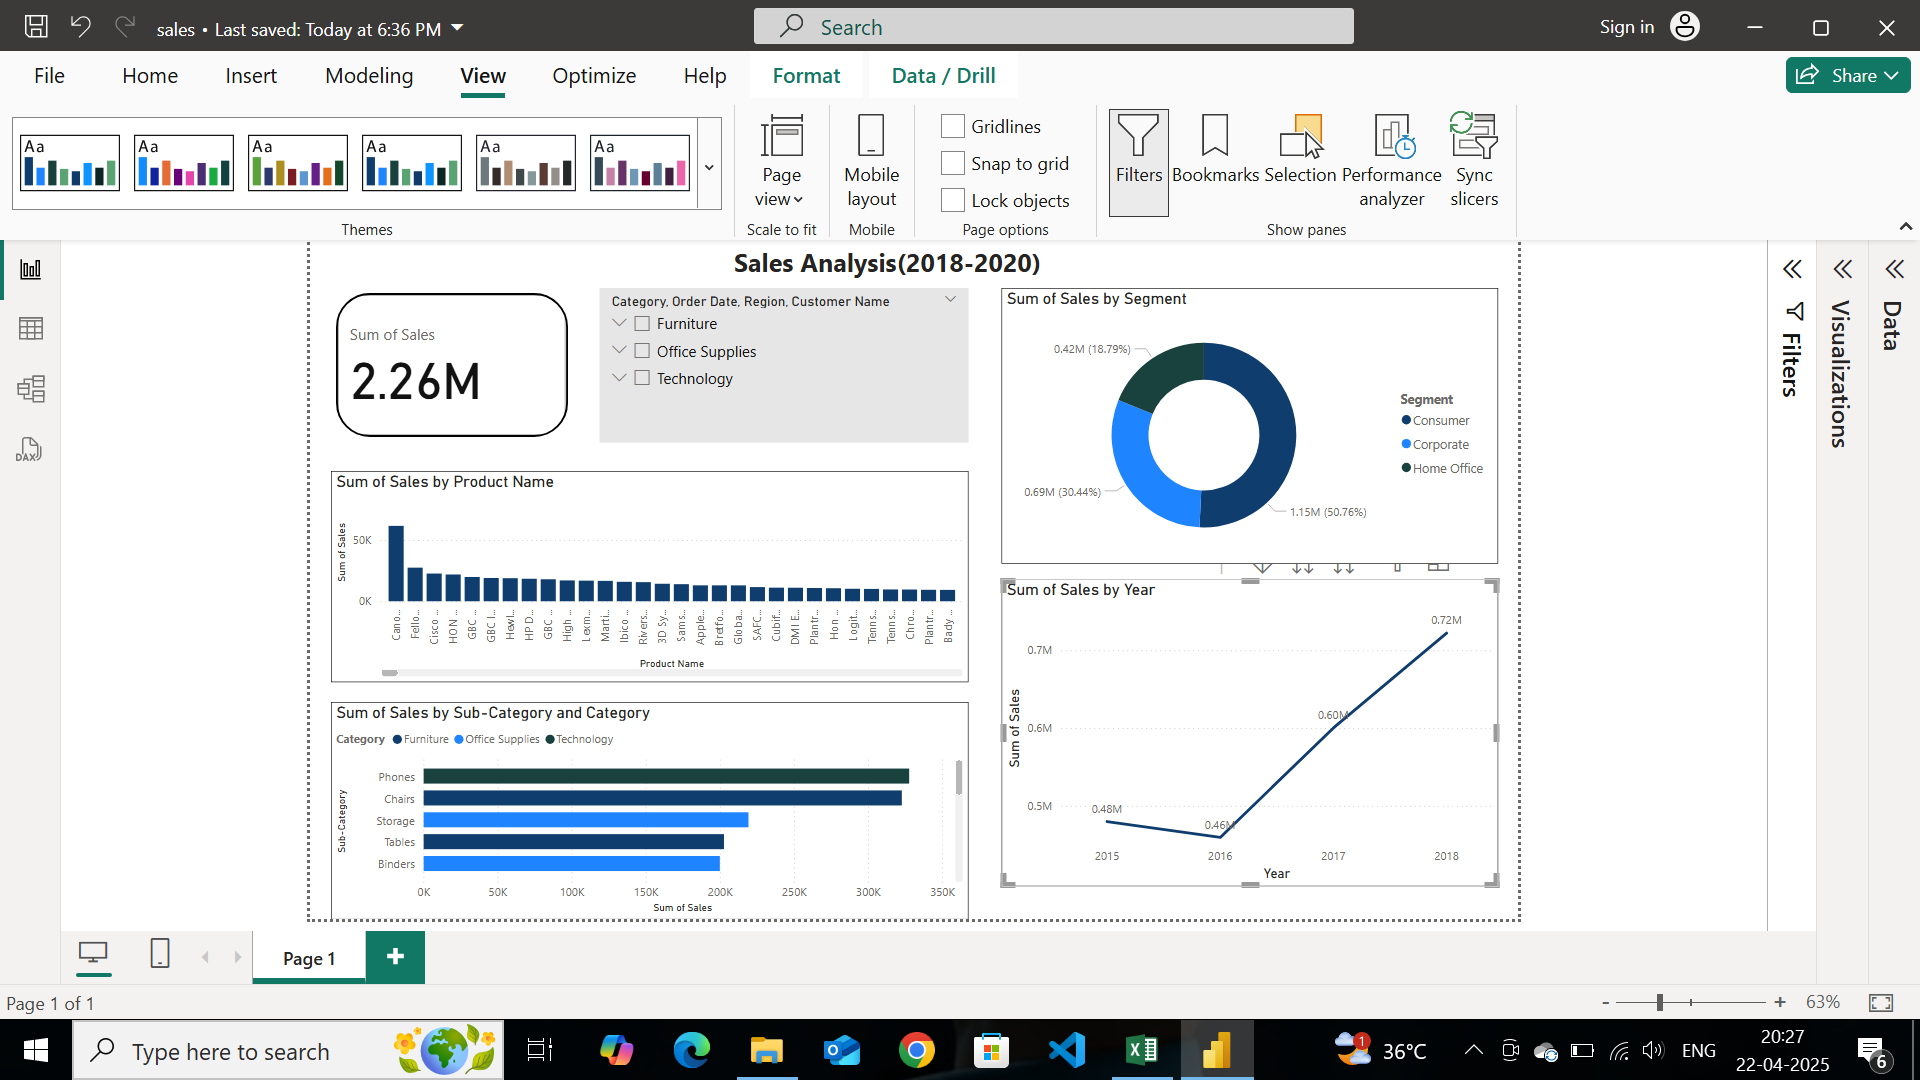 sales • Last saved: Today at 6:36 PM
Search
Sign in
File
Home
Insert
Modeling
View
Optimize
Help
Format
Data / Drill
Share
Aa
Aa
Aa
Aa
Aa
Aa
Themes
Page view
Scale to fit
Mobile layout
Mobile
Gridlines
Snap to grid
Lock objects
Page options
Filters
Bookmarks
Selection
Performance analyzer
Sync slicers
Show panes
DAX
Sales Analysis(2018-2020)
Sum of Sales
2.26M
Category, Order Date, Region, Customer Name
Furniture
Office Supplies
Technology
Sum of Sales by Segment
0.42M (18.79%)
0.69M (30.44%)
1.15M (50.76%)
Segment
Consumer
Corporate
Home Office
Sum of Sales by Product Name
Sum of Sales
50K
0K
Cano...
Fello...
Cisco ...
HON ...
GBC ...
GBC I...
Hewl...
HP D...
GBC ...
High ...
Lexm...
Marti...
Ibico ...
Rivers...
3D Sy...
Sams...
Apple...
Bretfo...
Globa...
SAFC...
Cubif...
DMI E...
Plantr...
Hon ...
Logit...
Tenns...
Tenns...
Chro...
Plantr...
Bady ...
Product Name
Sum of Sales by Sub-Category and Category
Category Furniture Office Supplies Technology
Sub-Category
Phones
Chairs
Storage
Tables
Binders
0K 50K 100K 150K 200K 250K 300K 350K
Sum of Sales
Sum of Sales by Year
Sum of Sales
0.7M
0.6M
0.5M
0.48M
0.46M
0.60M
0.72M
2015 2016 2017 2018
Year
Filters
Visualizations
Data
Page 1
+
Page 1 of 1
- + 63%
Type here to search
1
36°C
ENG
20:27
22-04-2025
6